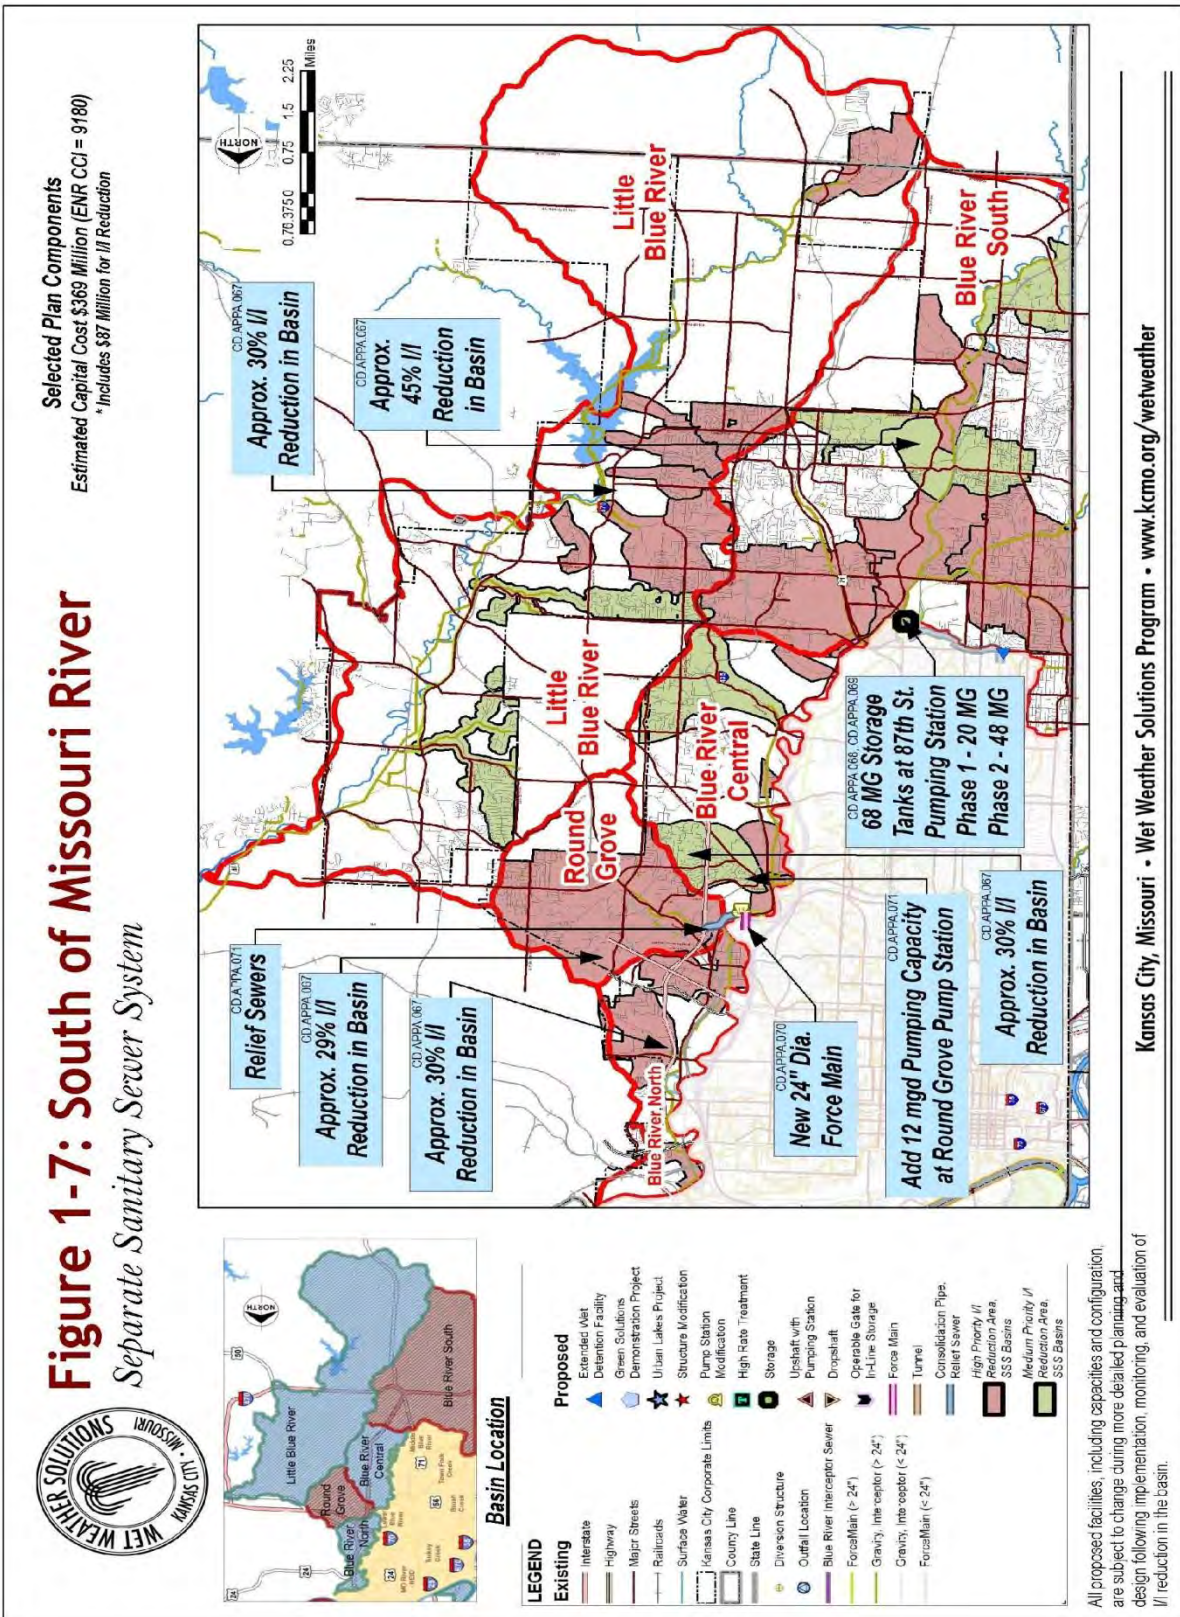 WET WEATHER SOLUTIONS
KANSAS CITY, MISSOURI
Figure 1-7: South of Missouri River
Separate Sanitary Sewer System
Selected Plan Components
Estimated Capital Cost $369 Million (ENR CCI = 9180)
* Includes $87 Million for I/I Reduction
NORTH
Little Blue River
Round
Grove
Blue River
North
Blue River
Central
Blue River South
Basin Location
LEGEND
Existing
Interstate
Highway
Major Streets
Railroads
Surface Water
Kansas City Corporate Limits
County Line
State Line
Diversion Structure
Outfall Location
Blue River Interceptor Sewer
ForceMain (> 24")
Gravity, Interceptor (> 24")
Gravity, Interceptor (< 24")
ForceMain (< 24")
Proposed
Extended Wet
Detention Facility
Green Solutions
Demonstration Project
Urban Lakes Project
Structure Modification
Pump Station
Modification
High Rate Treatment
Storage
Upshaft with
Pumping Station
Dropshaft
Operable Gate for
In-Line Storage
Force Main
Tunnel
Consolidation Pipe,
Relief Sewer
High Priority I/I
Reduction Area,
SSS Basins
Medium Priority I/I
Reduction Area,
SSS Basins
CD.APPA.071
Relief Sewers
CD.APPA.067
Approx. 29% I/I
Reduction in Basin
CD.APPA.067
Approx. 30% I/I
Reduction in Basin
CD.APPA.067
Approx. 30% I/I
Reduction in Basin
CD.APPA.067
Approx.
45% I/I
Reduction
in Basin
NORTH
0.75 0.375 0 0.75 1.5 2.25
Miles
Little
Blue River
Little
Blue River
Round
Grove
Blue River
Central
Blue River North
Blue River
South
CD.APPA.070
New 24" Dia.
Force Main
CD.APPA.071
Add 12 mgd Pumping Capacity
at Round Grove Pump Station
CD.APPA.067
Approx. 30% I/I
Reduction in Basin
CD.APPA.068, CD.APPA.069
68 MG Storage
Tanks at 87th St.
Pumping Station
Phase 1 - 20 MG
Phase 2 - 48 MG
All proposed facilities, including capacities and configuration,
are subject to change during more detailed planning and
design following implementation, monitoring, and evaluation of
I/I reduction in the basin.
Kansas City, Missouri • Wet Weather Solutions Program • www.kcmo.org/wetweather